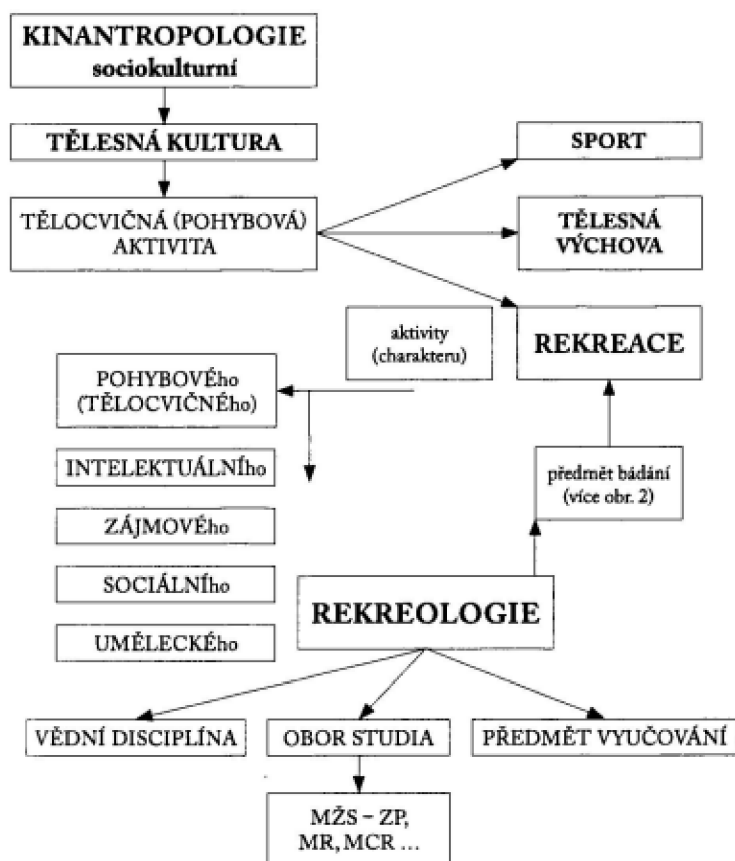 KINANTROPOLOGIE
sociokulturní
TĚLESNÁ KULTURA
SPORT
TĚLOCVIČNÁ (POHYBOVÁ)
AKTIVITA
TĚLESNÁ
VÝCHOVA
aktivity
(charakteru)
REKREACE
POHYBOVÉho
(TĚLOCVIČNÉho)
INTELEKTUÁLNÍho
předmět bádání
(více obr. 2)
ZÁJMOVÉho
SOCIÁLNÍho
REKREOLOGIE
UMĚLECKÉho
VĚDNÍ DISCIPLÍNA
OBOR STUDIA
PŘEDMĚT VYUČOVÁNÍ
MŽS – ZP,
MR, MCR ...